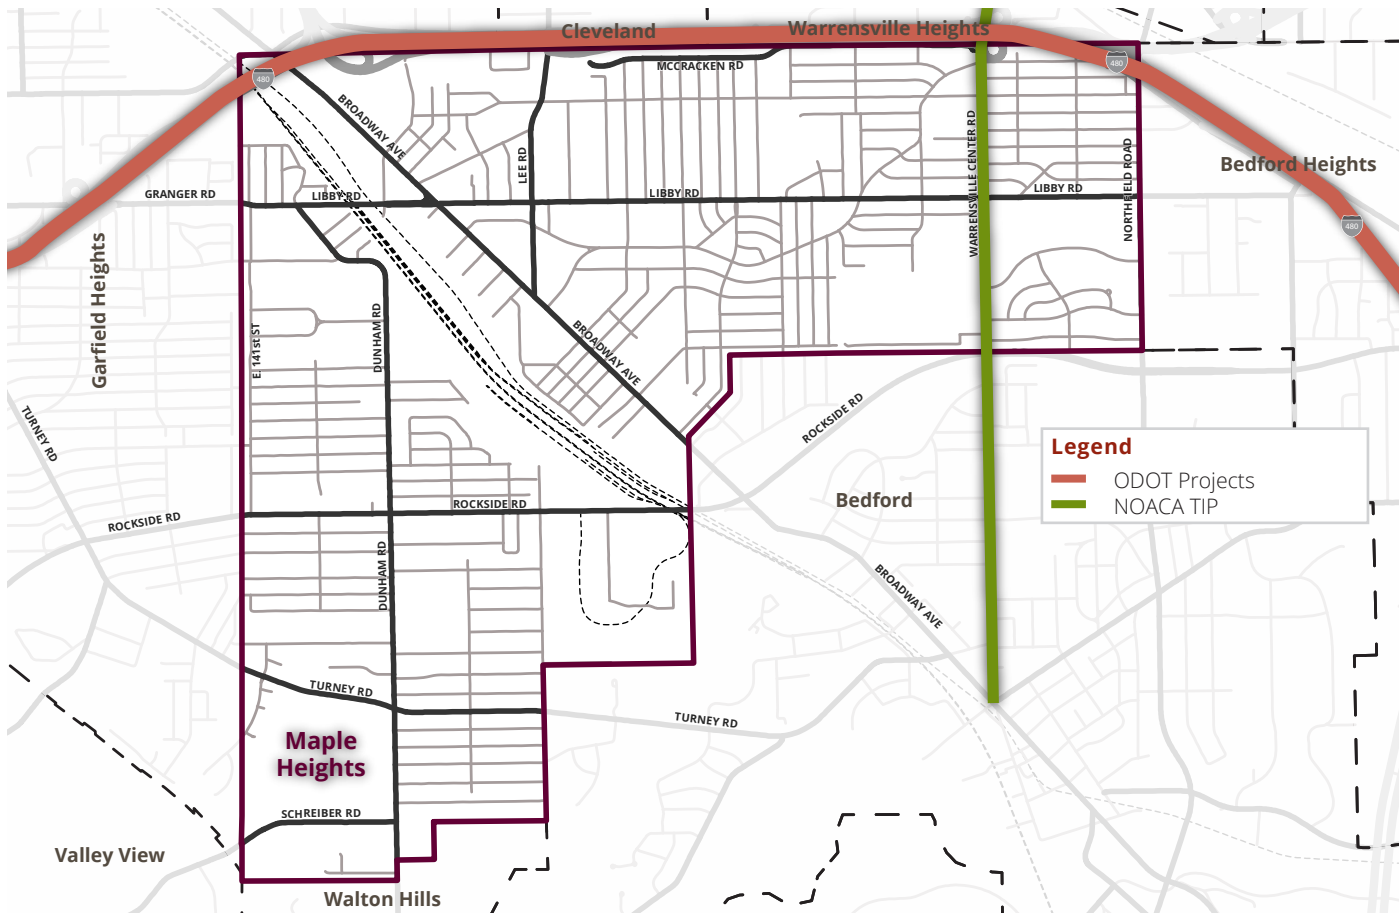 Cleveland
Warrensville Heights
MCCRACKEN RD
480
480
BROADWAY AVE
LEE RD
WARRENSVILLE CENTER RD
NORTHFIELD ROAD
Bedford Heights
GRANGER RD
LIBBY RD
LIBBY RD
LIBBY RD
480
Garfield Heights
E. 141st ST
DUNHAM RD
BROADWAY AVE
TURNEY RD
ROCKSIDE RD
Legend
ODOT Projects
NOACA TIP
Bedford
ROCKSIDE RD
ROCKSIDE RD
DUNHAM RD
BROADWAY AVE
TURNEY RD
TURNEY RD
Maple
Heights
SCHREIBER RD
Valley View
Walton Hills